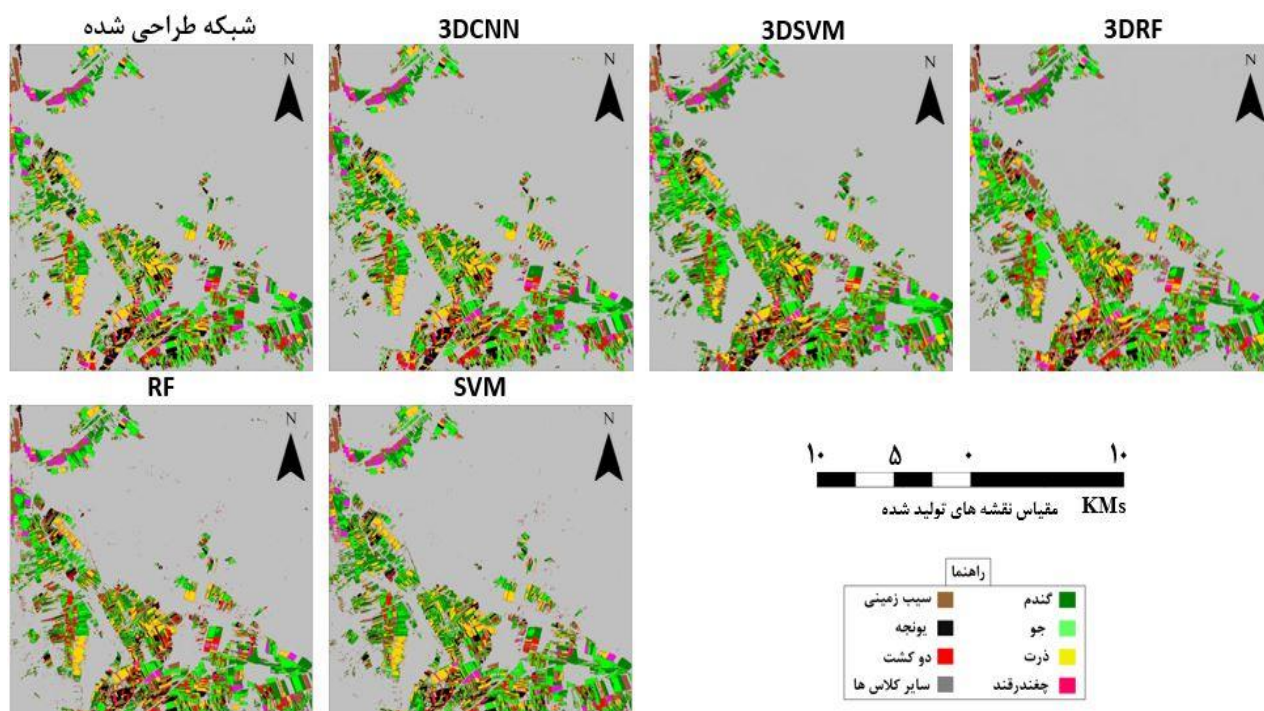 شبکه طراحی شده
3DCNN
3DSVM
3DRF
N
N
N
N
RF
SVM
N
N
۱۰ ۵ ۰ ۱۰
مقیاس نقشه های تولید شده KMs
راهنما
گندم سیب زمینی
جو یونجه
ذرت دو کشت
چغندرقند سایر کلاس ها